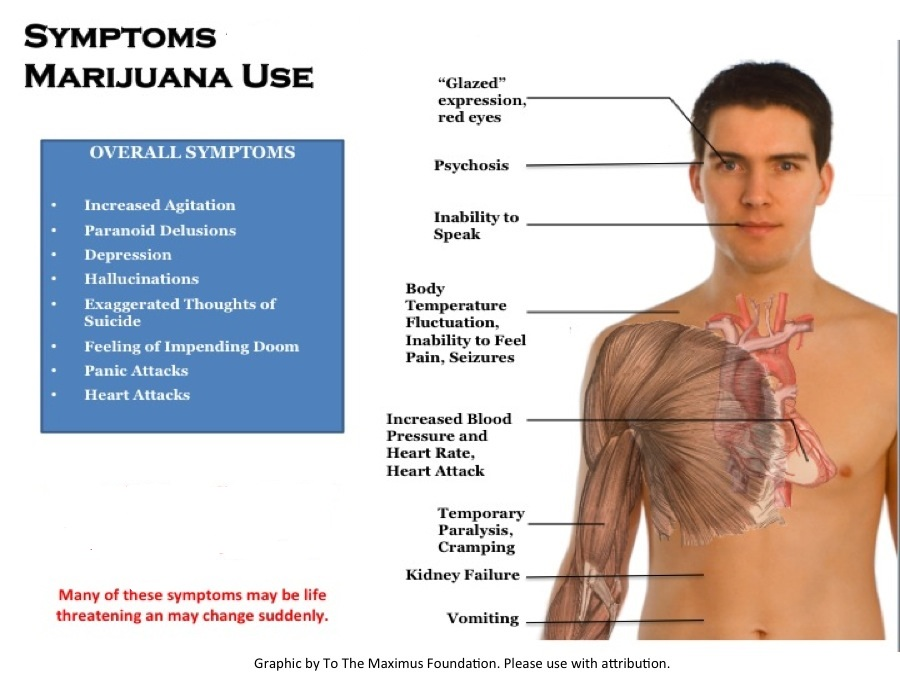 SYMPTOMS
MARIJUANA USE
OVERALL SYMPTOMS
• Increased Agitation
• Paranoid Delusions
• Depression
• Hallucinations
• Exaggerated Thoughts of
Suicide
• Feeling of Impending Doom
• Panic Attacks
• Heart Attacks
Many of these symptoms may be life
threatening an may change suddenly.
“Glazed”
expression,
red eyes
Psychosis
Inability to
Speak
Body
Temperature
Fluctuation,
Inability to Feel
Pain, Seizures
Increased Blood
Pressure and
Heart Rate,
Heart Attack
Temporary
Paralysis,
Cramping
Kidney Failure
Vomiting
Graphic by To The Maximus Foundation. Please use with attribution.